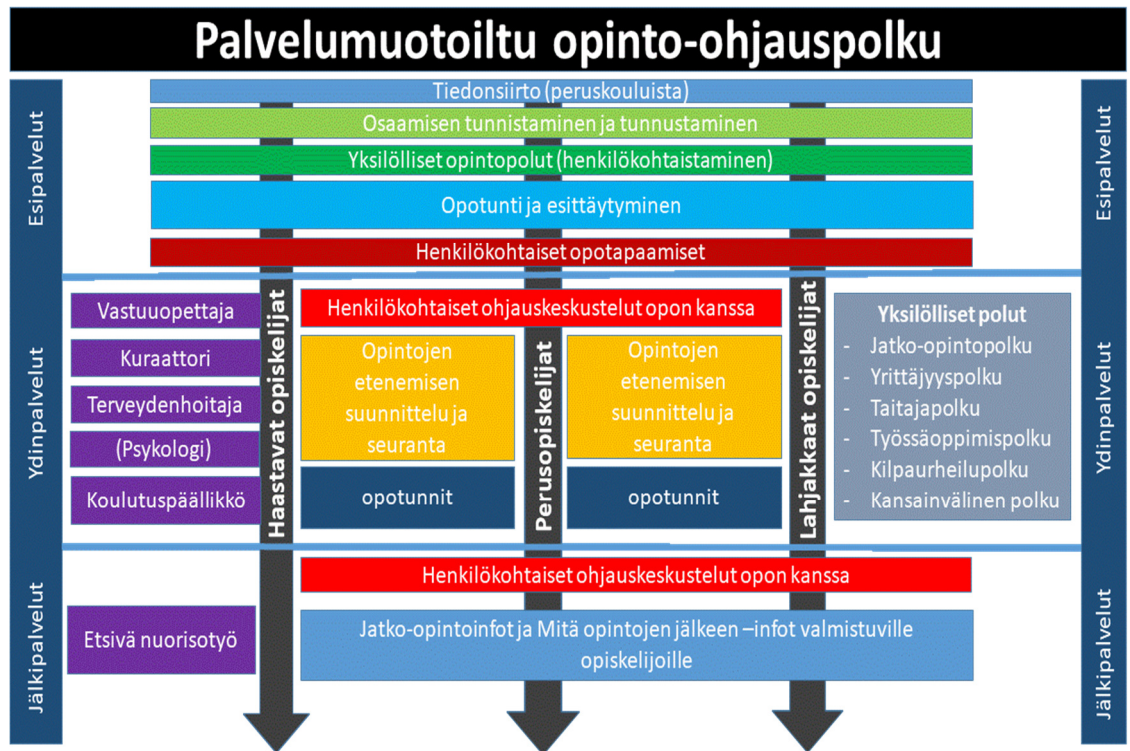 Palvelumuotoiltu opinto-ohjauspolku
Esipalvelut
Tiedonsiirto (peruskouluista)
Osaamisen tunnistaminen ja tunnustaminen
Yksilölliset opintopolut (henkilökohtaistaminen)
Opotunti ja esittäytyminen
Henkilökohtaiset opotapaamiset
Esipalvelut
Ydinpalvelut
Vastuuopettaja
Kuraattori
Terveydenhoitaja
(Psykologi)
Koulutuspäällikkö
Haastavat opiskelijat
Henkilökohtaiset ohjauskeskustelut opon kanssa
Opintojen
etenemisen
suunnittelu ja
seuranta
opotunnit
Perusopiskelijat
Opintojen
etenemisen
suunnittelu ja
seuranta
opotunnit
Lahjakkaat opiskelijat
Yksilölliset polut
- Jatko-opintopolku
- Yrittäjyyspolku
- Taitajapolku
- Työssäoppimispolku
- Kilpaurheilupolku
- Kansainvälinen polku
Ydinpalvelut
Jälkipalvelut
Etsivä nuorisotyö
Henkilökohtaiset ohjauskeskustelut opon kanssa
Jatko-opintoinfot ja Mitä opintojen jälkeen –infot valmistuville
opiskelijoille
Jälkipalvelut